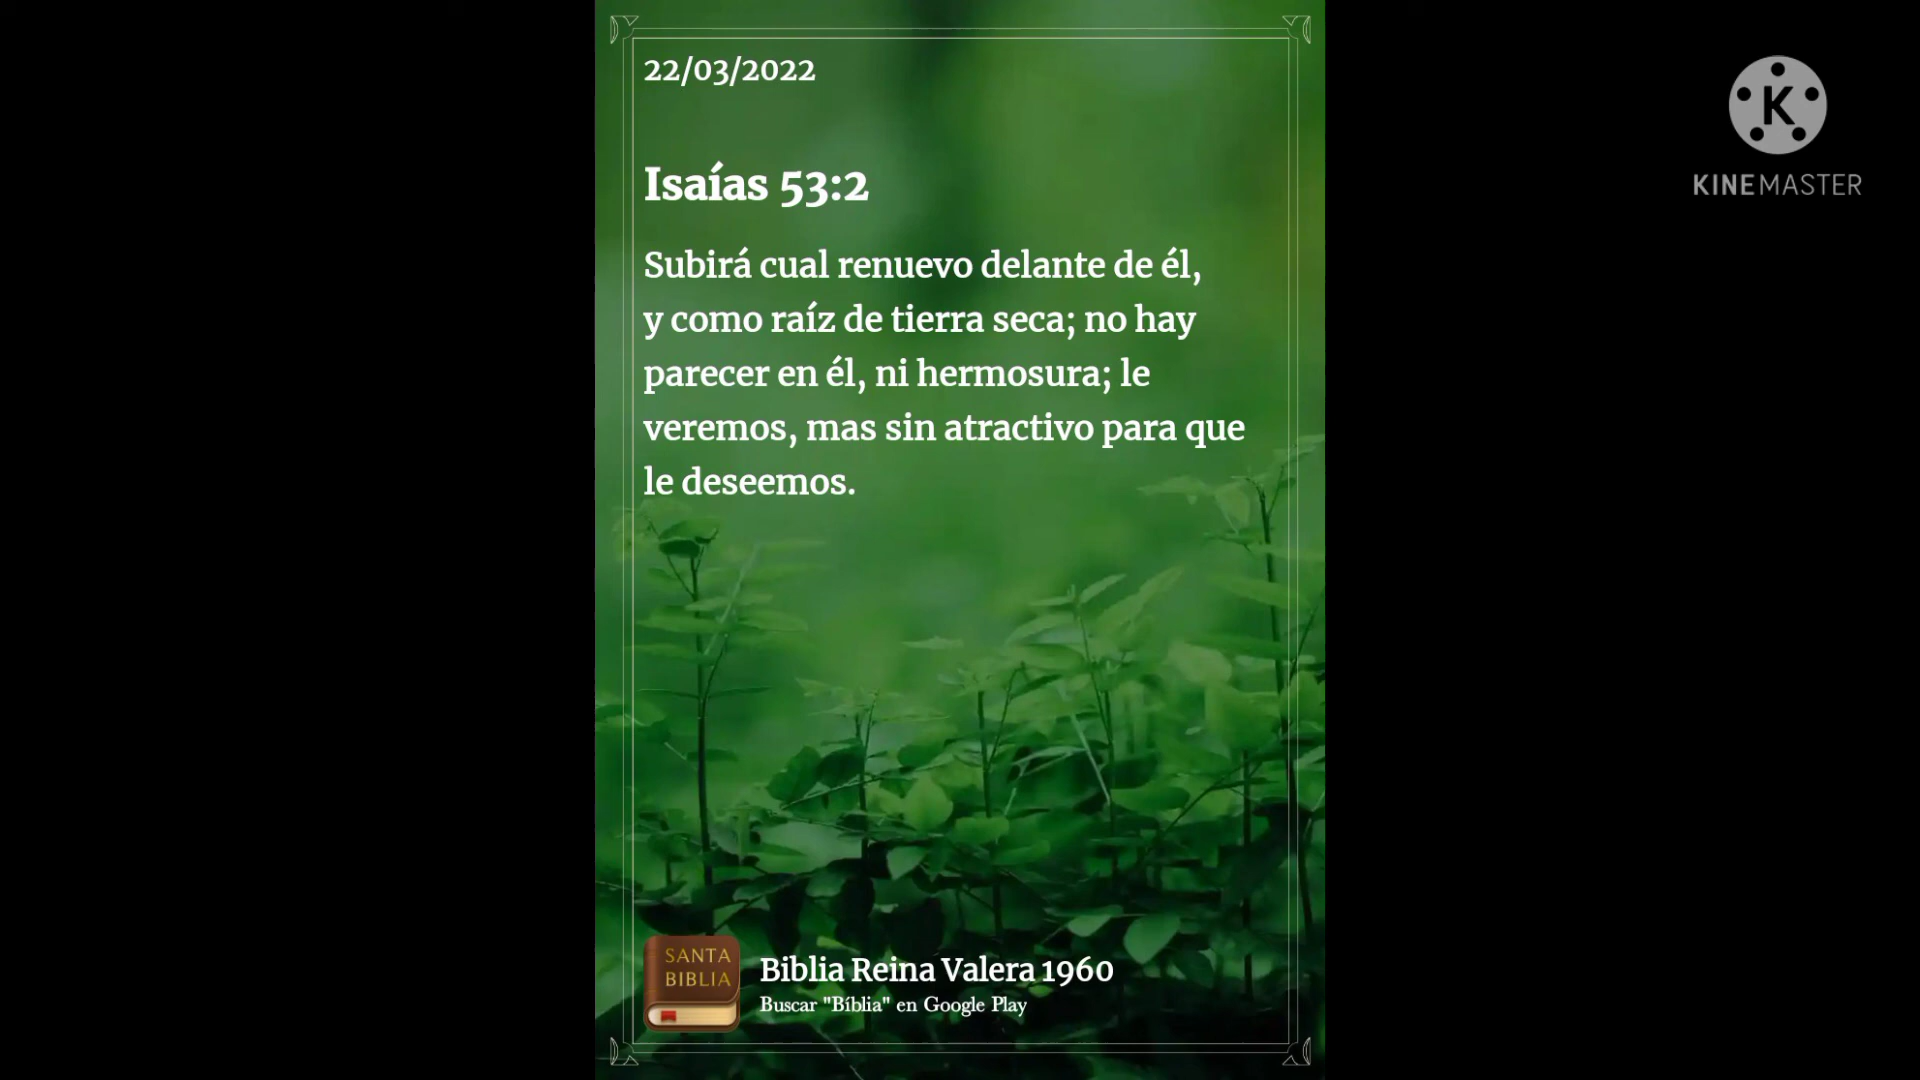 22/03/2022
Isaías 53:2
Subirá cual renuevo delante de él,
y como raíz de tierra seca; no hay
parecer en él, ni hermosura; le
veremos, mas sin atractivo para que
le deseemos.
SANTA
BIBLIA
Biblia Reina Valera 1960
Buscar "Bíblia" en Google Play
K
KINEMASTER